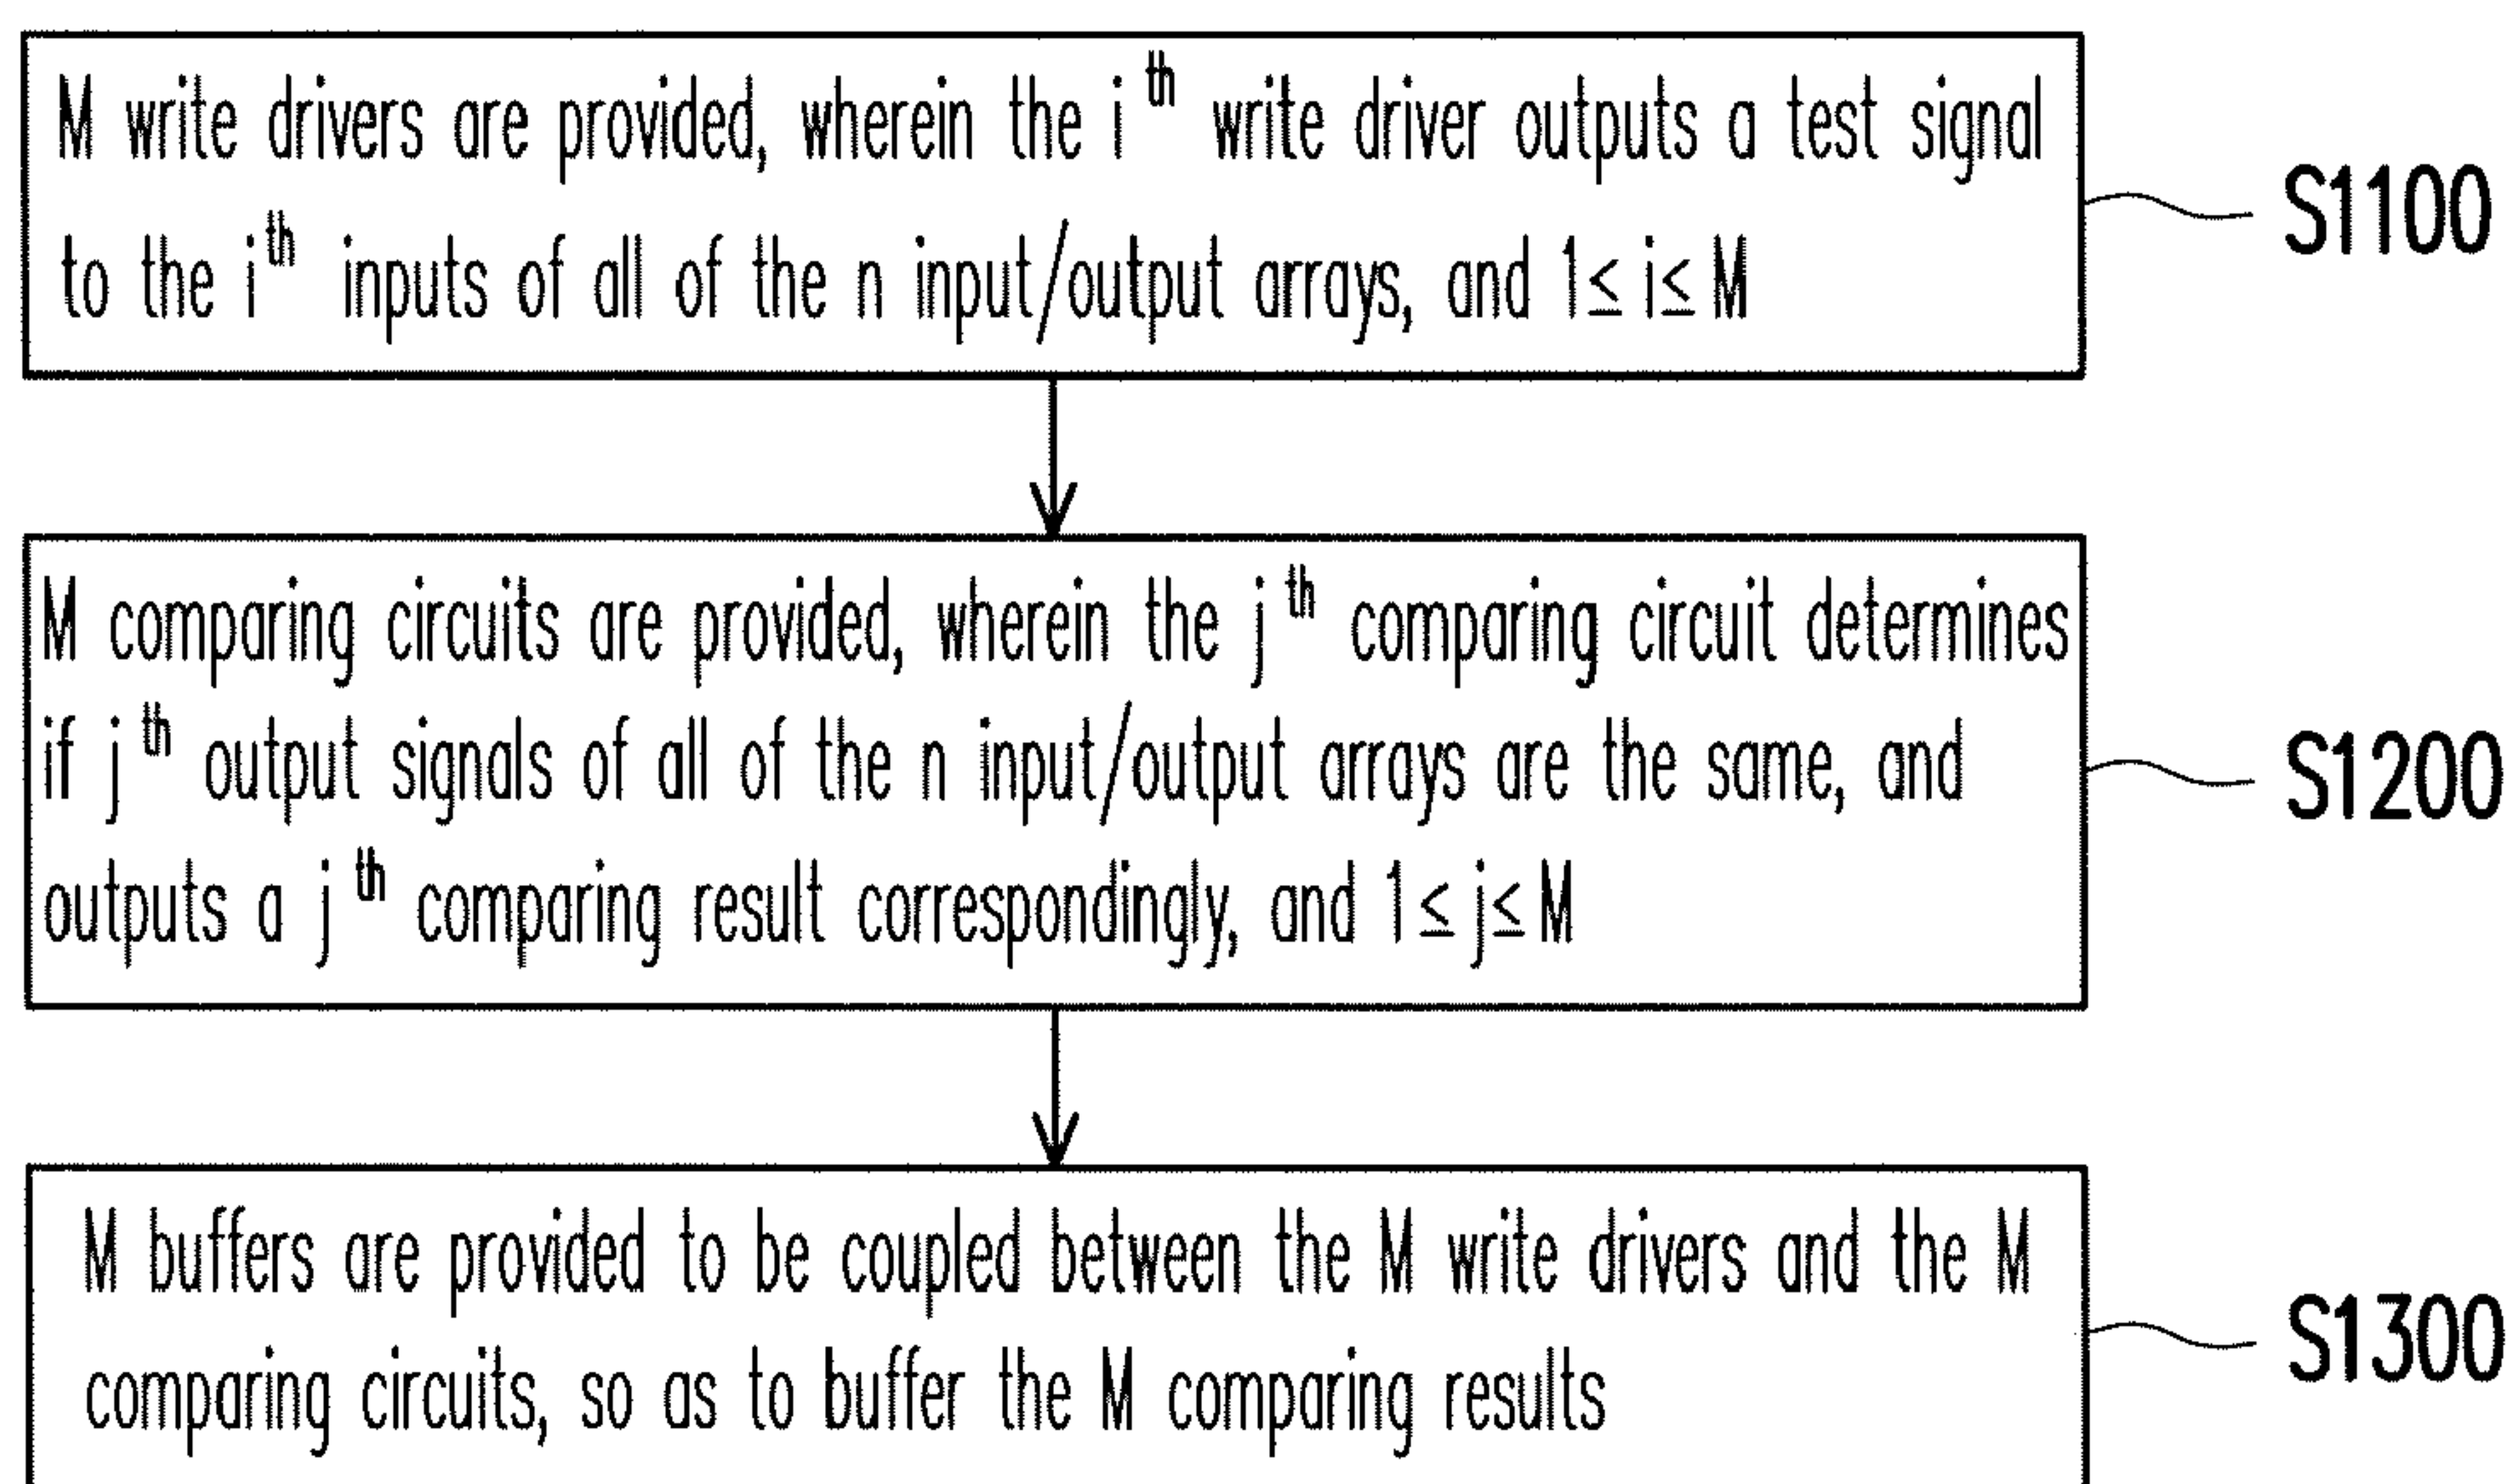 M write drivers are provided, wherein the i th write driver outputs a test signal
to the i th inputs of all of the n input/output arrays, and 1≤ i≤ M
S1100
M comparing circuits are provided, wherein the j th comparing circuit determines
if j th output signals of all of the n input/output arrays are the same, and
outputs a j th comparing result correspondingly, and 1≤ j≤ M
S1200
M buffers are provided to be coupled between the M write drivers and the M
comparing circuits, so as to buffer the M comparing results
S1300